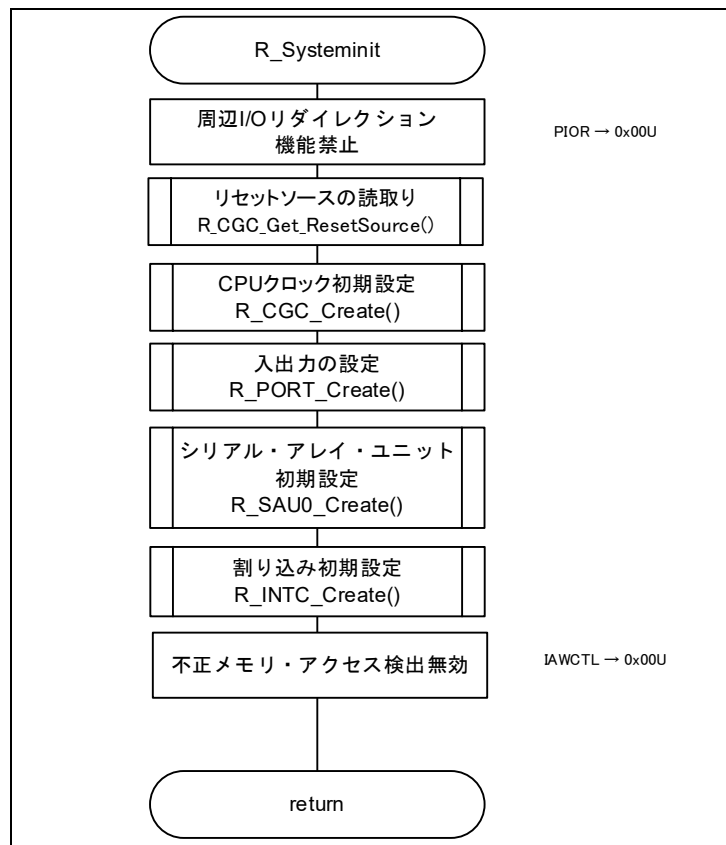 R_Systeminit
周辺I/Oリダイレクション
機能禁止
PIOR → 0x00U
リセットソースの読取り
R_CGC_Get_ResetSource()
CPUクロック初期設定
R_CGC_Create()
入出力の設定
R_PORT_Create()
シリアル・アレイ・ユニット
初期設定
R_SAU0_Create()
割り込み初期設定
R_INTC_Create()
不正メモリ・アクセス検出無効
IAWCTL → 0x00U
return